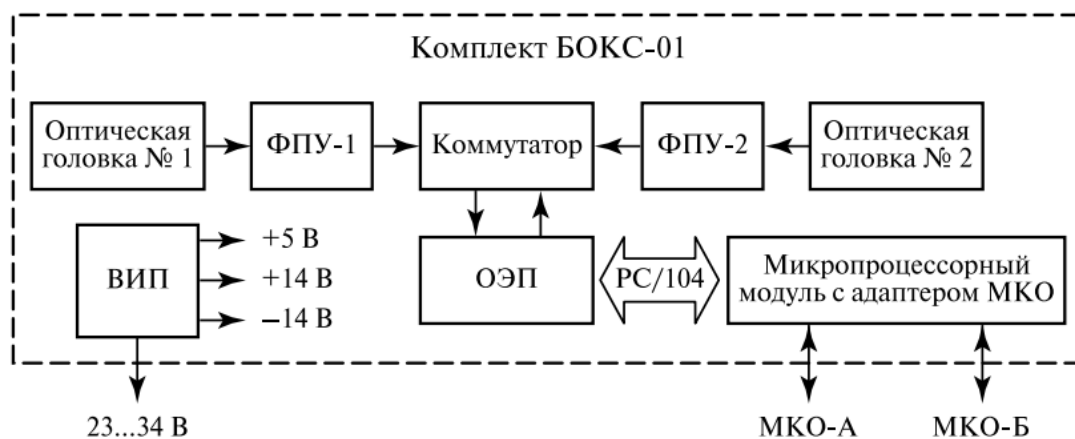 Комплект БОКС-01
Оптическая
головка № 1
ФПУ-1
Коммутатор
ФПУ-2
Оптическая
головка № 2
ВИП
+5 В
+14 В
–14 В
ОЭП
PC/104
Микропроцессорный
модуль с адаптером МКО
23...34 В
МКО-А
МКО-Б